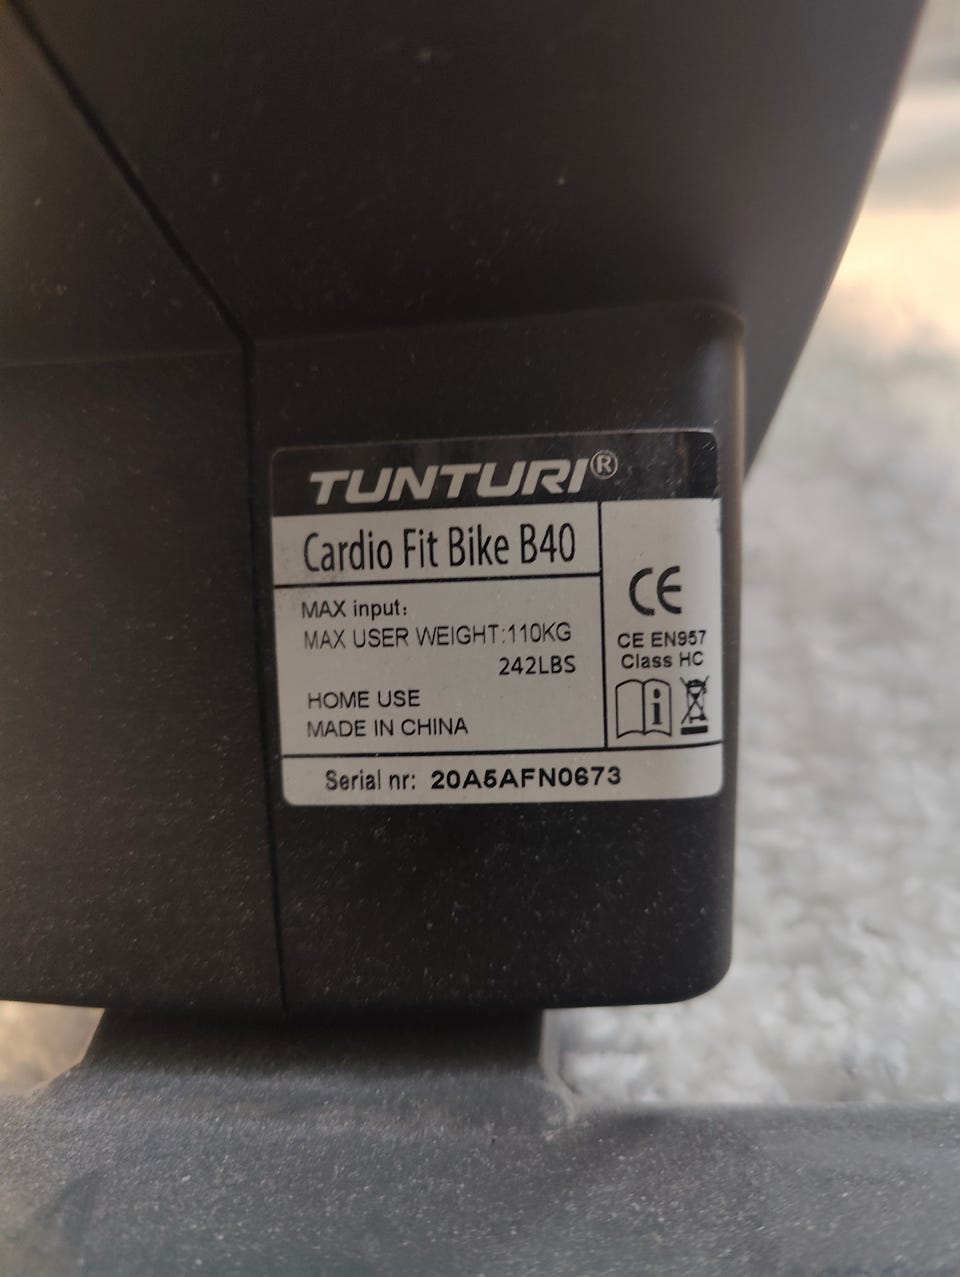 TUNTURI®
Cardio Fit Bike B40
MAX input:
MAX USER WEIGHT:110KG
242LBS
HOME USE
MADE IN CHINA
CE
CE EN957
Class HC
i
Serial nr: 20A5AFN0673